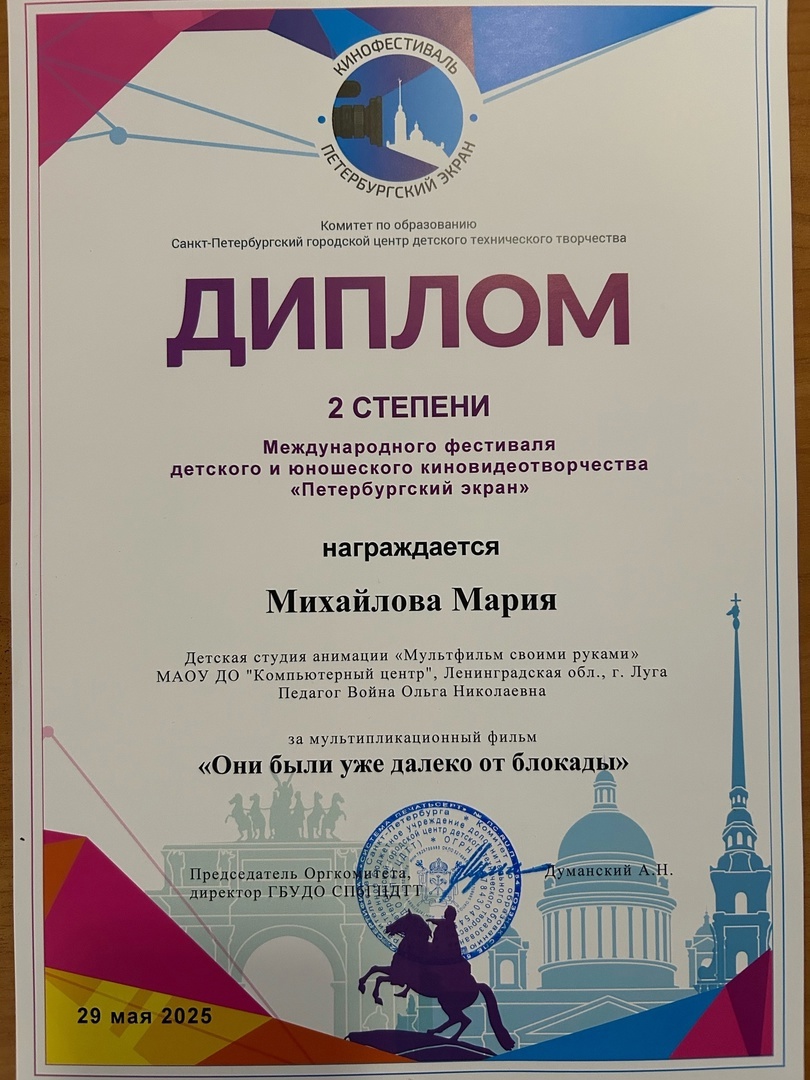 КИНОФЕСТИВАЛЬ
ПЕТЕРБУРГСКИЙ ЭКРАН
Комитет по образованию
Санкт-Петербургский городской центр детского технического творчества
ДИПЛОМ
2 СТЕПЕНИ
Международного фестиваля
детского и юношеского киновидеотворчества
«Петербургский экран»
награждается
Михайлова Мария
Детская студия анимации «Мультфильм своими руками»
МАОУ ДО "Компьютерный центр", Ленинградская обл., г. Луга
Педагог Война Ольга Николаевна
за мультипликационный фильм
«Они были уже далеко от блокады»
Председатель Оргкомитета,
директор ГБУДО СПбГЦДТТ
Думанский А.Н.
29 мая 2025